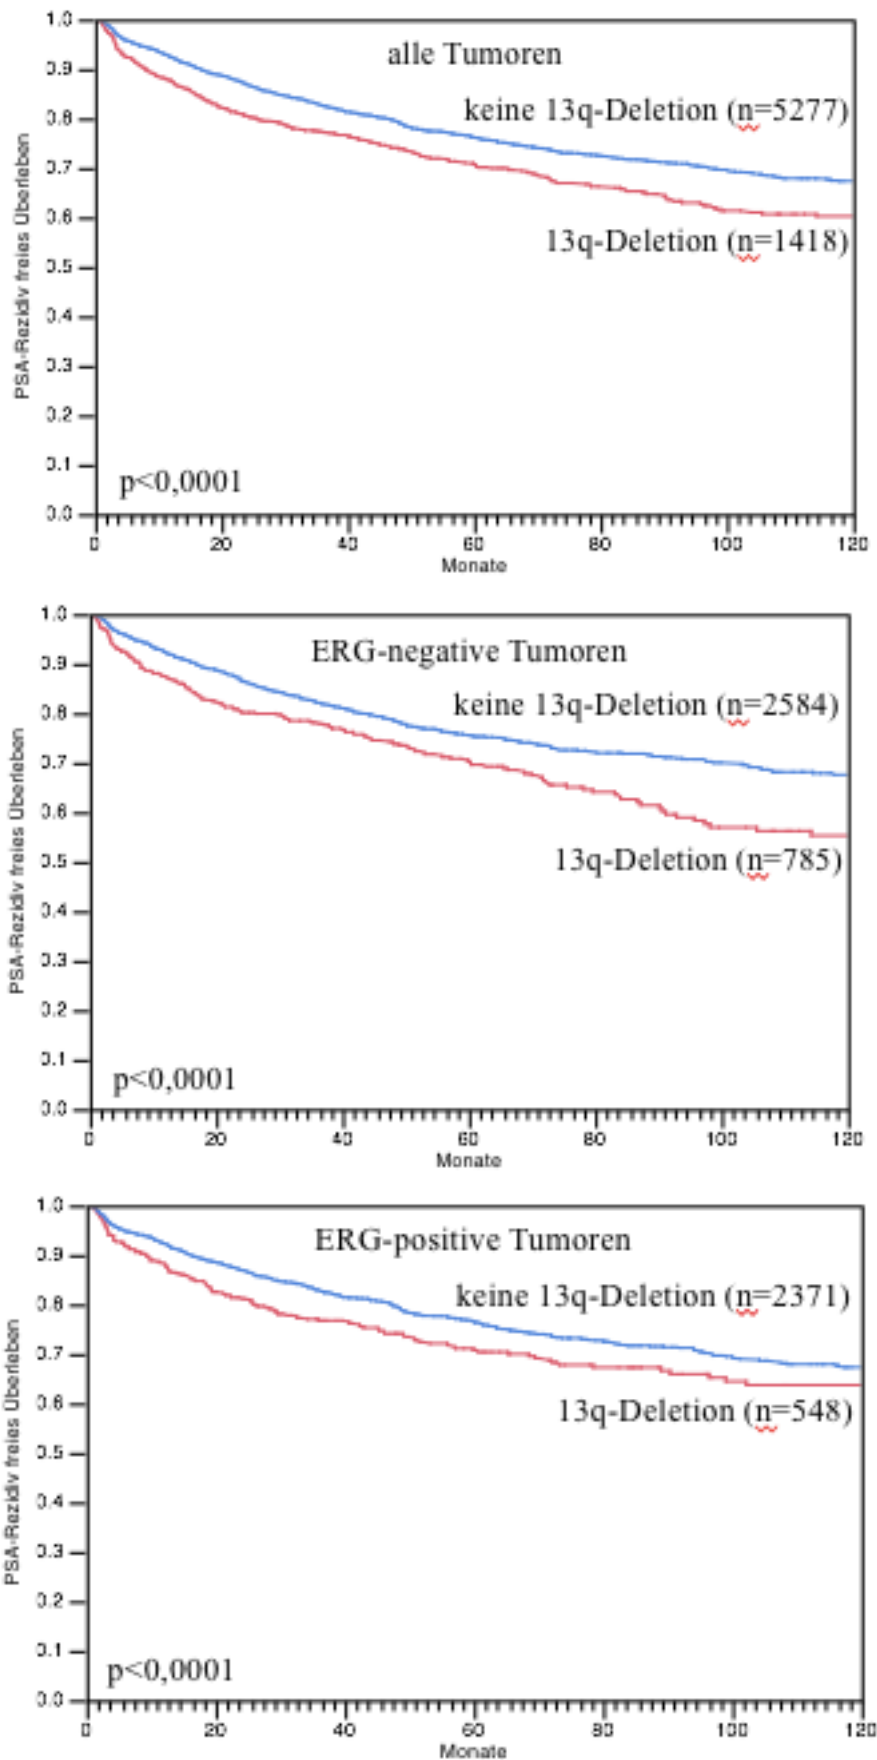 alle Tumoren
keine 13q-Deletion (n=5277)
13q-Deletion (n=1418)
p<0,0001
PSA-Rezidiv freies Überleben
1.0
0.9
0.8
0.7
0.6
0.5
0.4
0.3
0.2
0.1
0.0
0 20 40 60 80 100 120
Monate
ERG-negative Tumoren
keine 13q-Deletion (n=2584)
13q-Deletion (n=785)
p<0,0001
PSA-Rezidiv freies Überleben
1.0
0.9
0.8
0.7
0.6
0.5
0.4
0.3
0.2
0.1
0.0
0 20 40 60 80 100 120
Monate
ERG-positive Tumoren
keine 13q-Deletion (n=2371)
13q-Deletion (n=548)
p<0,0001
PSA-Rezidiv freies Überleben
1.0
0.9
0.8
0.7
0.6
0.5
0.4
0.3
0.2
0.1
0.0
0 20 40 60 80 100 120
Monate